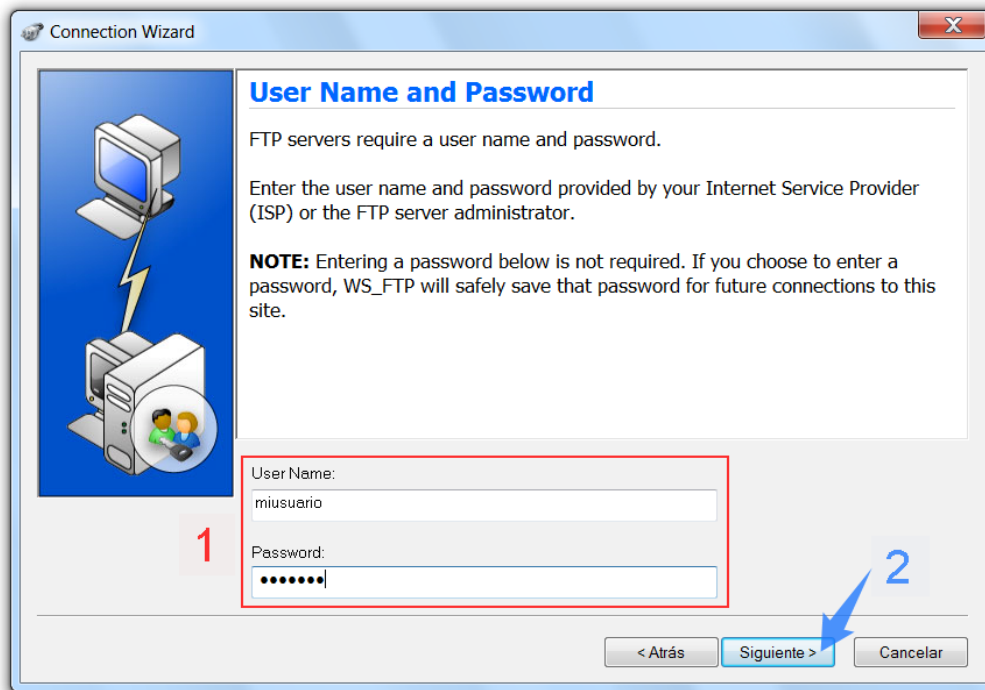 Connection Wizard
X
User Name and Password
FTP servers require a user name and password.
Enter the user name and password provided by your Internet Service Provider
(ISP) or the FTP server administrator.
NOTE: Entering a password below is not required. If you choose to enter a
password, WS_FTP will safely save that password for future connections to this
site.
User Name:
miusuario
1
Password:
•••••••
2
< Atrás
Siguiente >
Cancelar